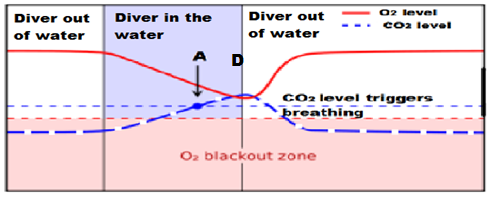 Diver out
of water
Diver in the
water
Diver out
of water
O2 level
CO2 level
A
D
CO2 level triggers
breathing
O2 blackout zone